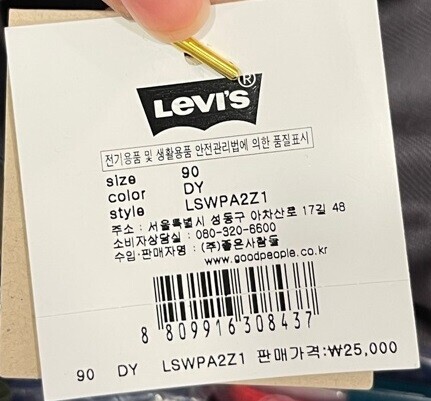 Levi's®
전기용품 및 생활용품 안전관리법에 의한 품질표시
size 90
color DY
style LSWPA2Z1
주소 : 서울특별시 성동구 아차산로 17길 48
소비자상담실 : 080-320-6600
수입·판매자명 : (주)좋은사람들
www.goodpeople.co.kr
8 809916 308437
90 DY LSWPA2Z1 판매가격:₩25,000